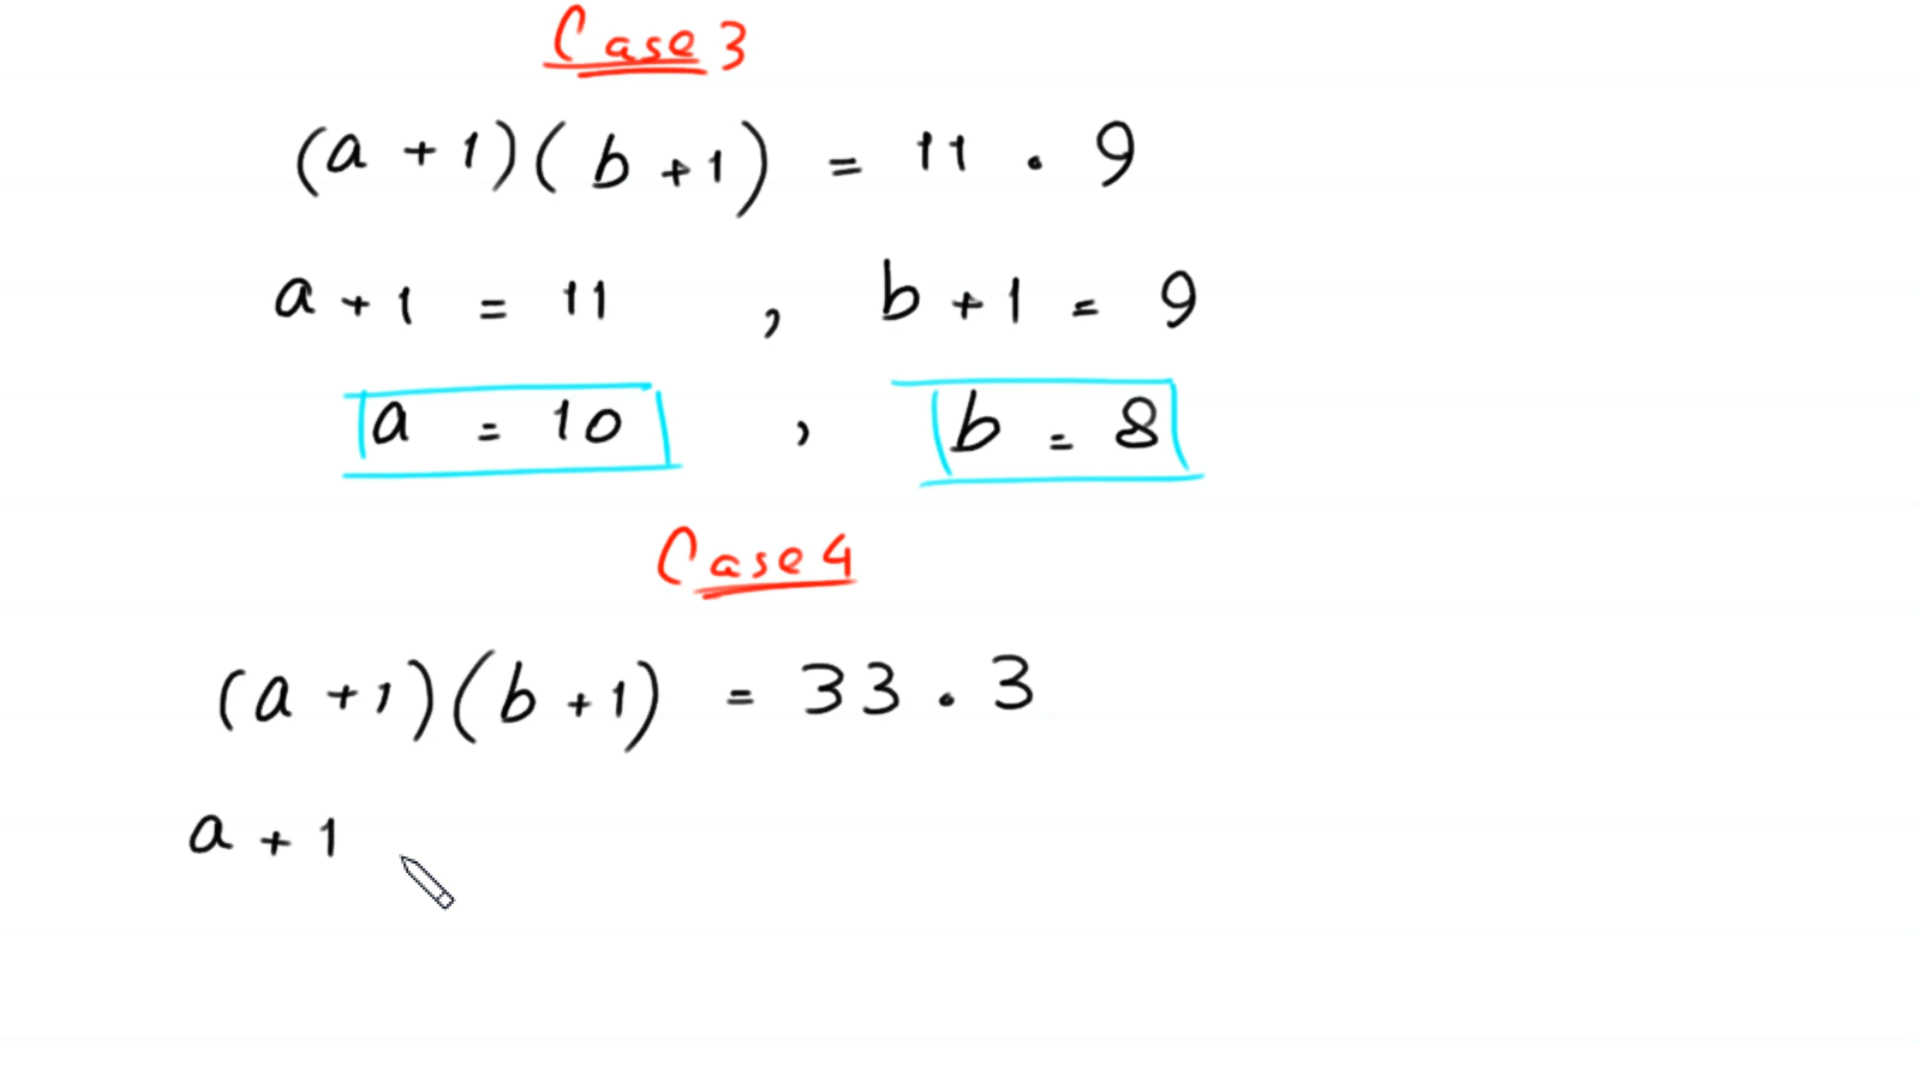 Case 3
(a + 1)(b + 1) = 11 . 9
a + 1 = 11 , b + 1 = 9
a = 10 , b = 8
Case 4
(a + 1)(b + 1) = 33 . 3
a + 1